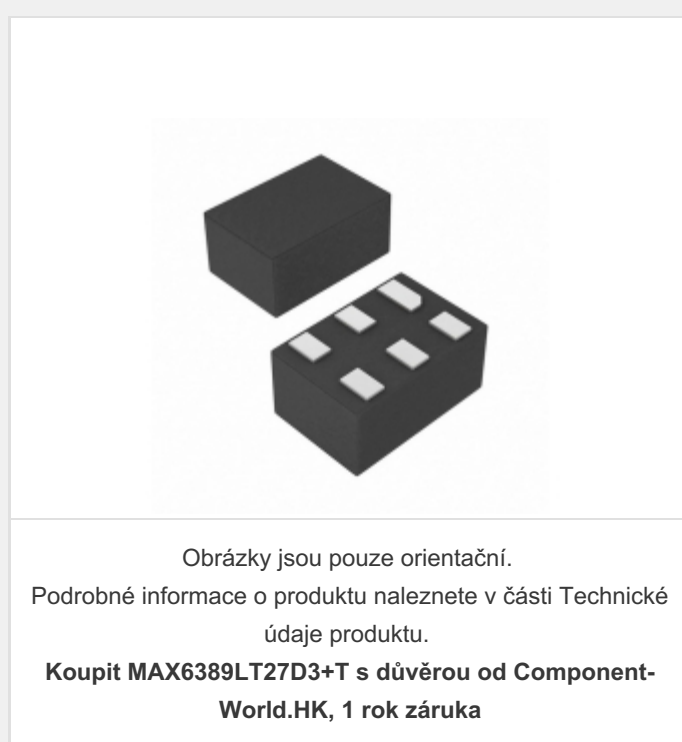 Obrázky jsou pouze orientační.
Podrobné informace o produktu naleznete v části Technické
údaje produktu.
Koupit MAX6389LT27D3+T s důvěrou od Component-
World.HK, 1 rok záruka